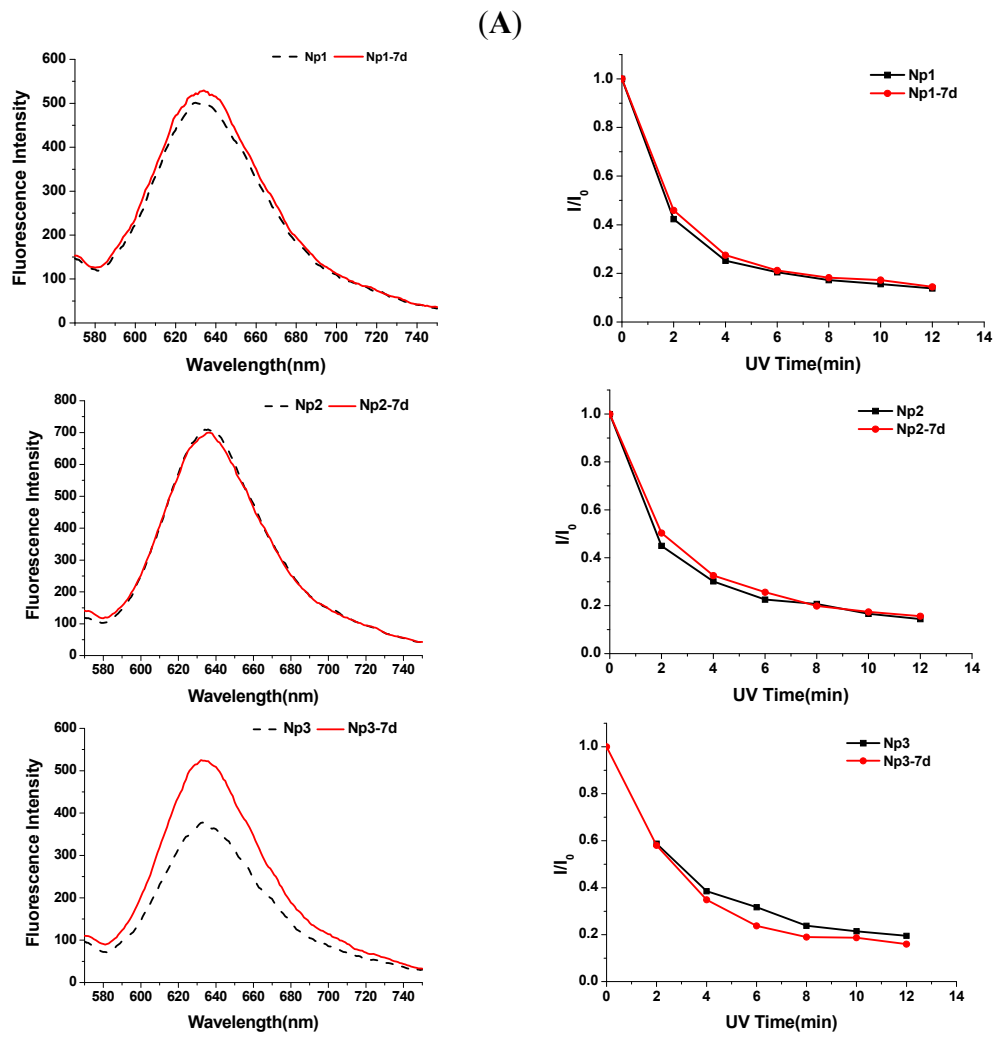 (A)
Np1 Np1-7d
Fluorescence Intensity
600
500
400
300
200
100
0
580 600 620 640 660 680 700 720 740
Wavelength(nm)
Np1
Np1-7d
I/I0
1.0
0.8
0.6
0.4
0.2
0.0
0 2 4 6 8 10 12 14
UV Time(min)
Np2 Np2-7d
Fluorescence Intensity
800
700
600
500
400
300
200
100
0
580 600 620 640 660 680 700 720 740
Wavelength(nm)
Np2
Np2-7d
I/I0
1.0
0.8
0.6
0.4
0.2
0.0
0 2 4 6 8 10 12 14
UV Time(min)
Np3 Np3-7d
Fluorescence Intensity
600
500
400
300
200
100
0
580 600 620 640 660 680 700 720 740
Wavelength(nm)
Np3
Np3-7d
I/I0
1.0
0.8
0.6
0.4
0.2
0.0
0 2 4 6 8 10 12 14
UV Time(min)